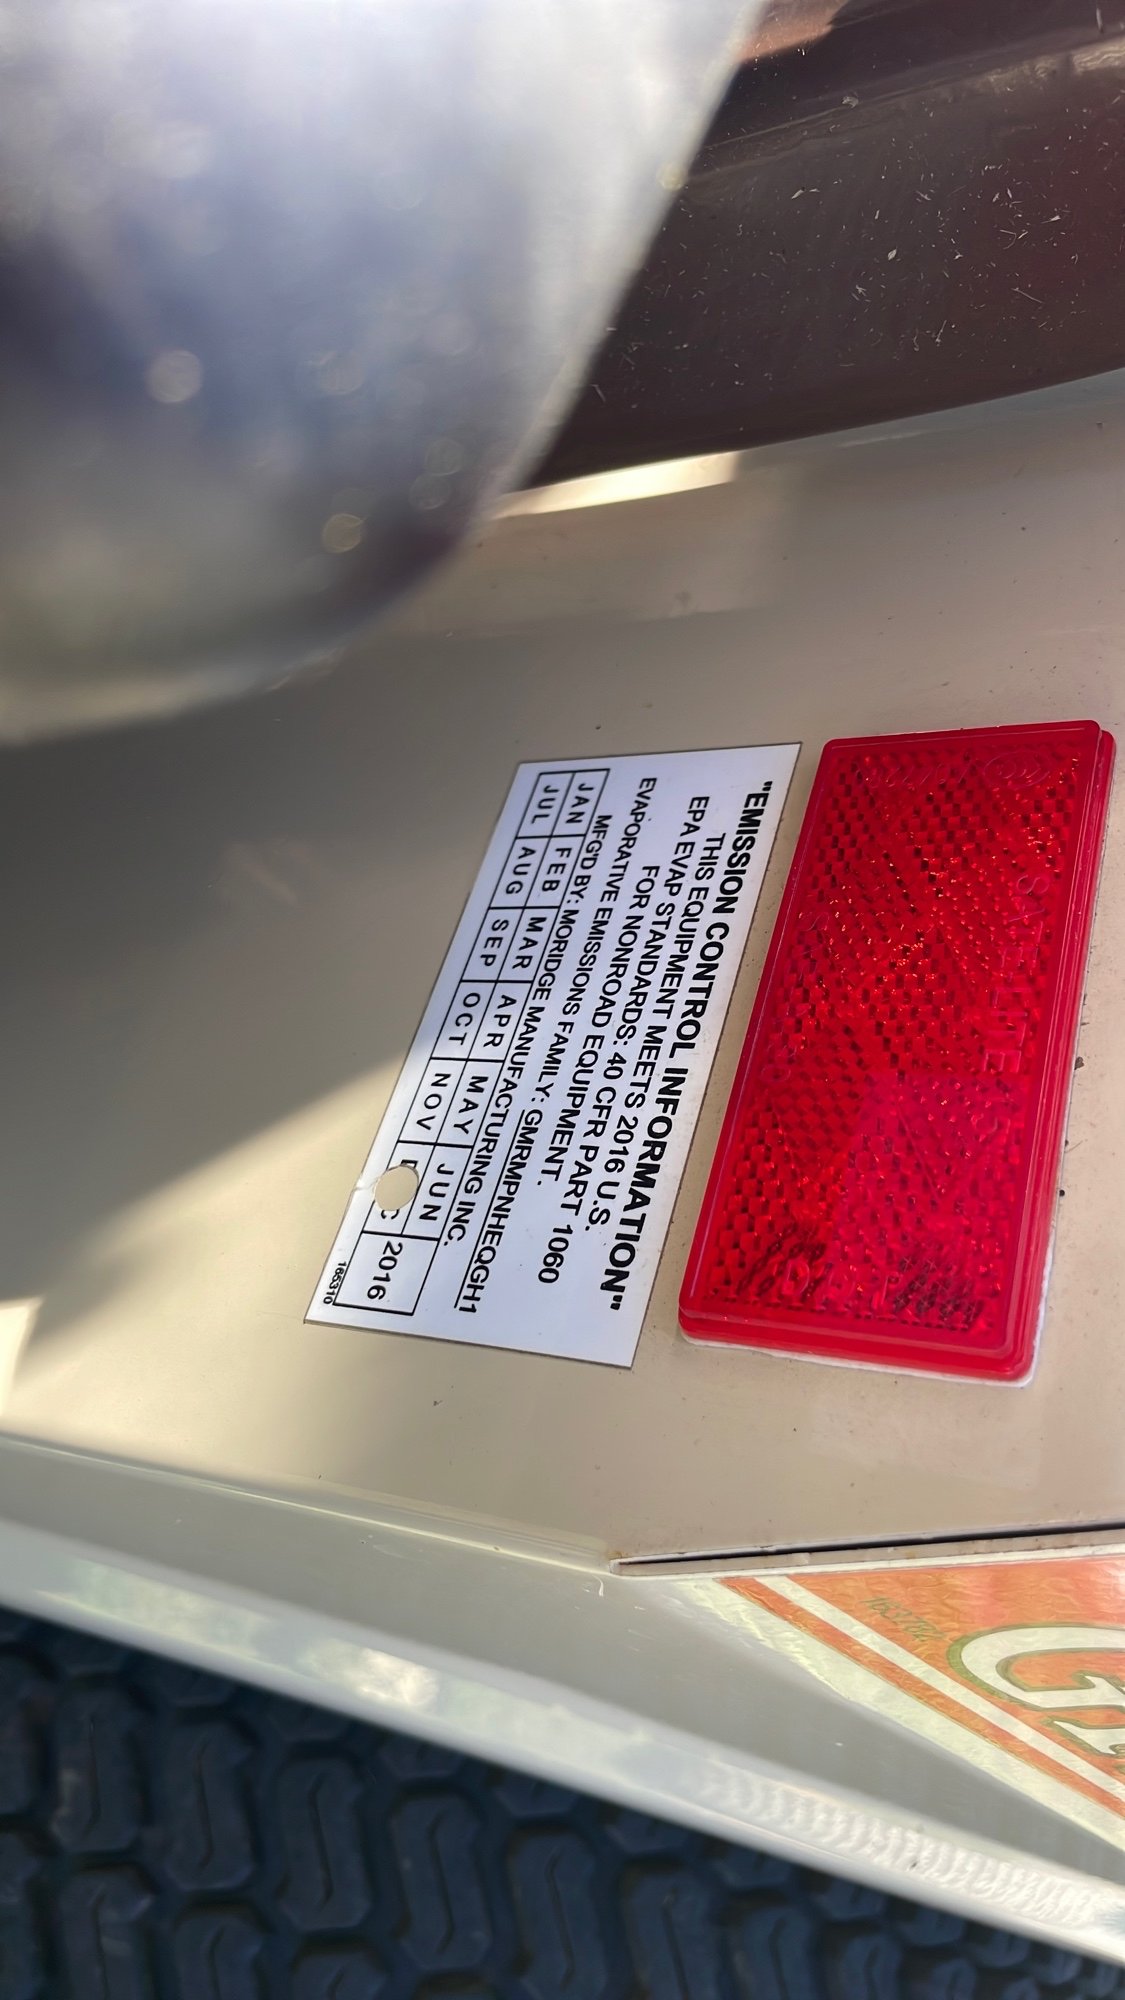 "EMISSION CONTROL INFORMATION"
THIS EQUIPMENT MEETS 2016 U.S.
EPA EVAP STANDARDS: 40 CFR PART 1060
FOR NONROAD EQUIPMENT.
EVAPORATIVE EMISSIONS FAMILY: GMRMPNHEQGH1
MFG'D BY: MORIDGE MANUFACTURING INC.
JAN FEB MAR APR MAY JUN
JUL AUG SEP OCT NOV 2016
165310
SATE-LITE